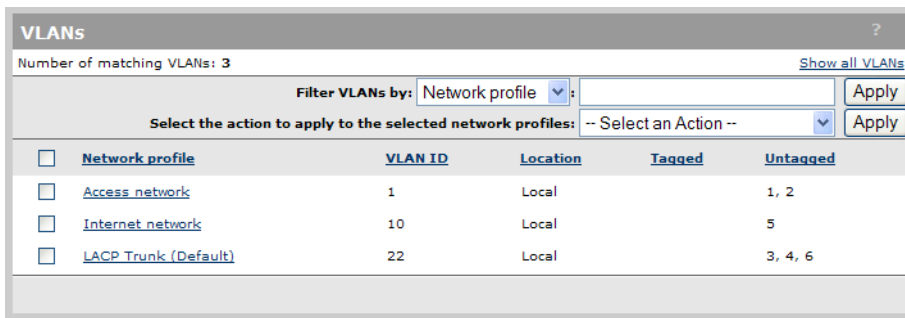 VLANs ?
Number of matching VLANs: 3 Show all VLANs
Filter VLANs by: Network profile : Apply
Select the action to apply to the selected network profiles: -- Select an Action -- Apply
Network profile VLAN ID Location Tagged Untagged
Access network 1 Local 1, 2
Internet network 10 Local 5
LACP Trunk (Default) 22 Local 3, 4, 6